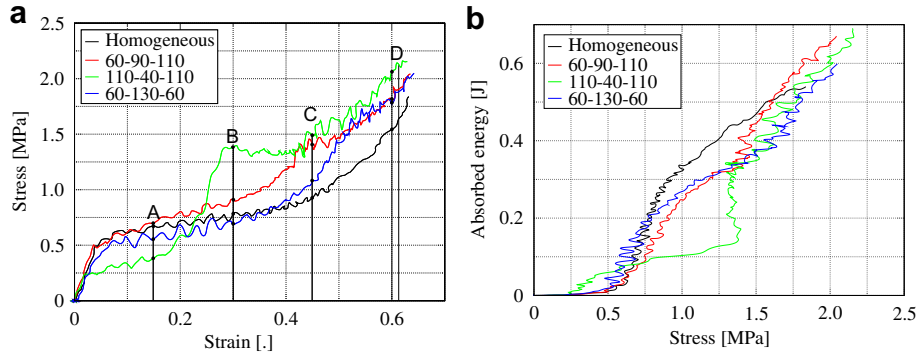 a
Stress [MPa]
2.5
2.0
1.5
1.0
0.5
0.0
0
0.2
0.4
0.6
Strain [.]
Homogeneous
60-90-110
110-40-110
60-130-60
A
B
C
D
b
Absorbed energy [J]
0.6
0.4
0.2
0
0
0.5
1.0
1.5
2.0
2.5
Stress [MPa]
Homogeneous
60-90-110
110-40-110
60-130-60